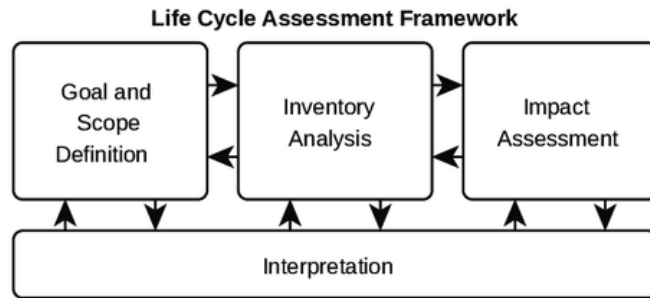 Life Cycle Assessment Framework
Goal and
Scope
Definition
Inventory
Analysis
Impact
Assessment
Interpretation